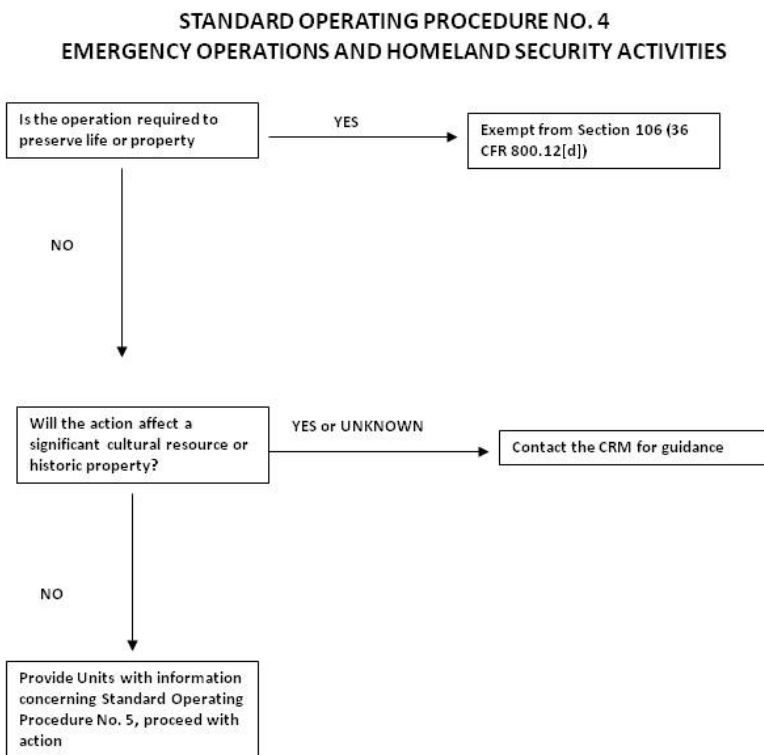 STANDARD OPERATING PROCEDURE NO. 4
EMERGENCY OPERATIONS AND HOMELAND SECURITY ACTIVITIES
Is the operation required to
preserve life or property
YES
Exempt from Section 106 (36
CFR 800.12[d])
NO
Will the action affect a
significant cultural resource or
historic property?
YES or UNKNOWN
Contact the CRM for guidance
NO
Provide Units with information
concerning Standard Operating
Procedure No. 5, proceed with
action